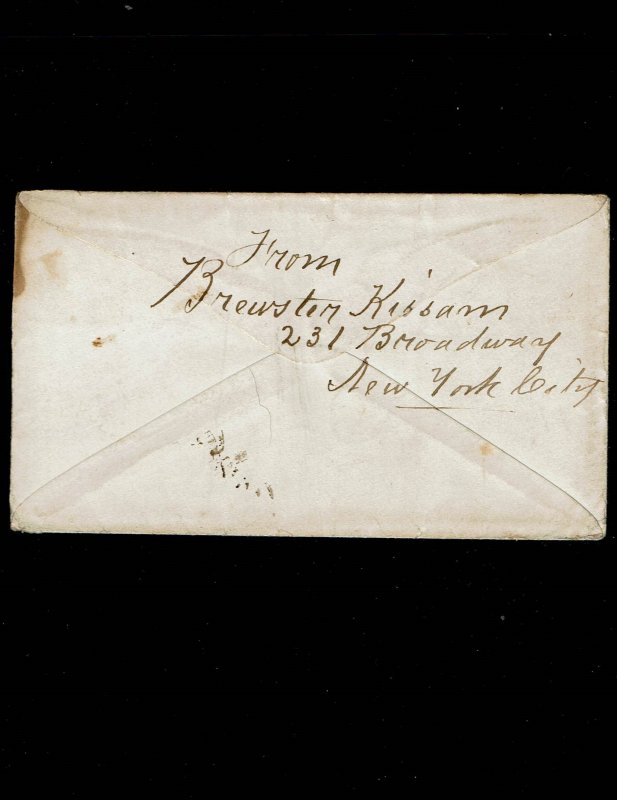 From
Brewster Kissam
231 Broadway
New York City